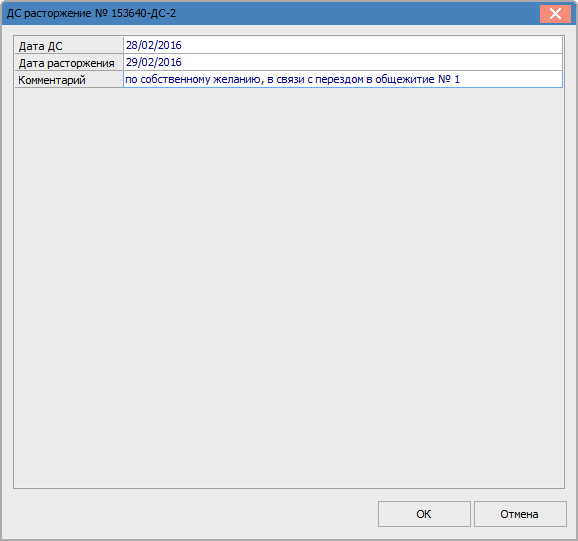 ДС расторжение № 153640-ДС-2
Дата ДС 28/02/2016
Дата расторжения 29/02/2016
Комментарий по собственному желанию, в связи с перездом в общежитие № 1
ОК Отмена